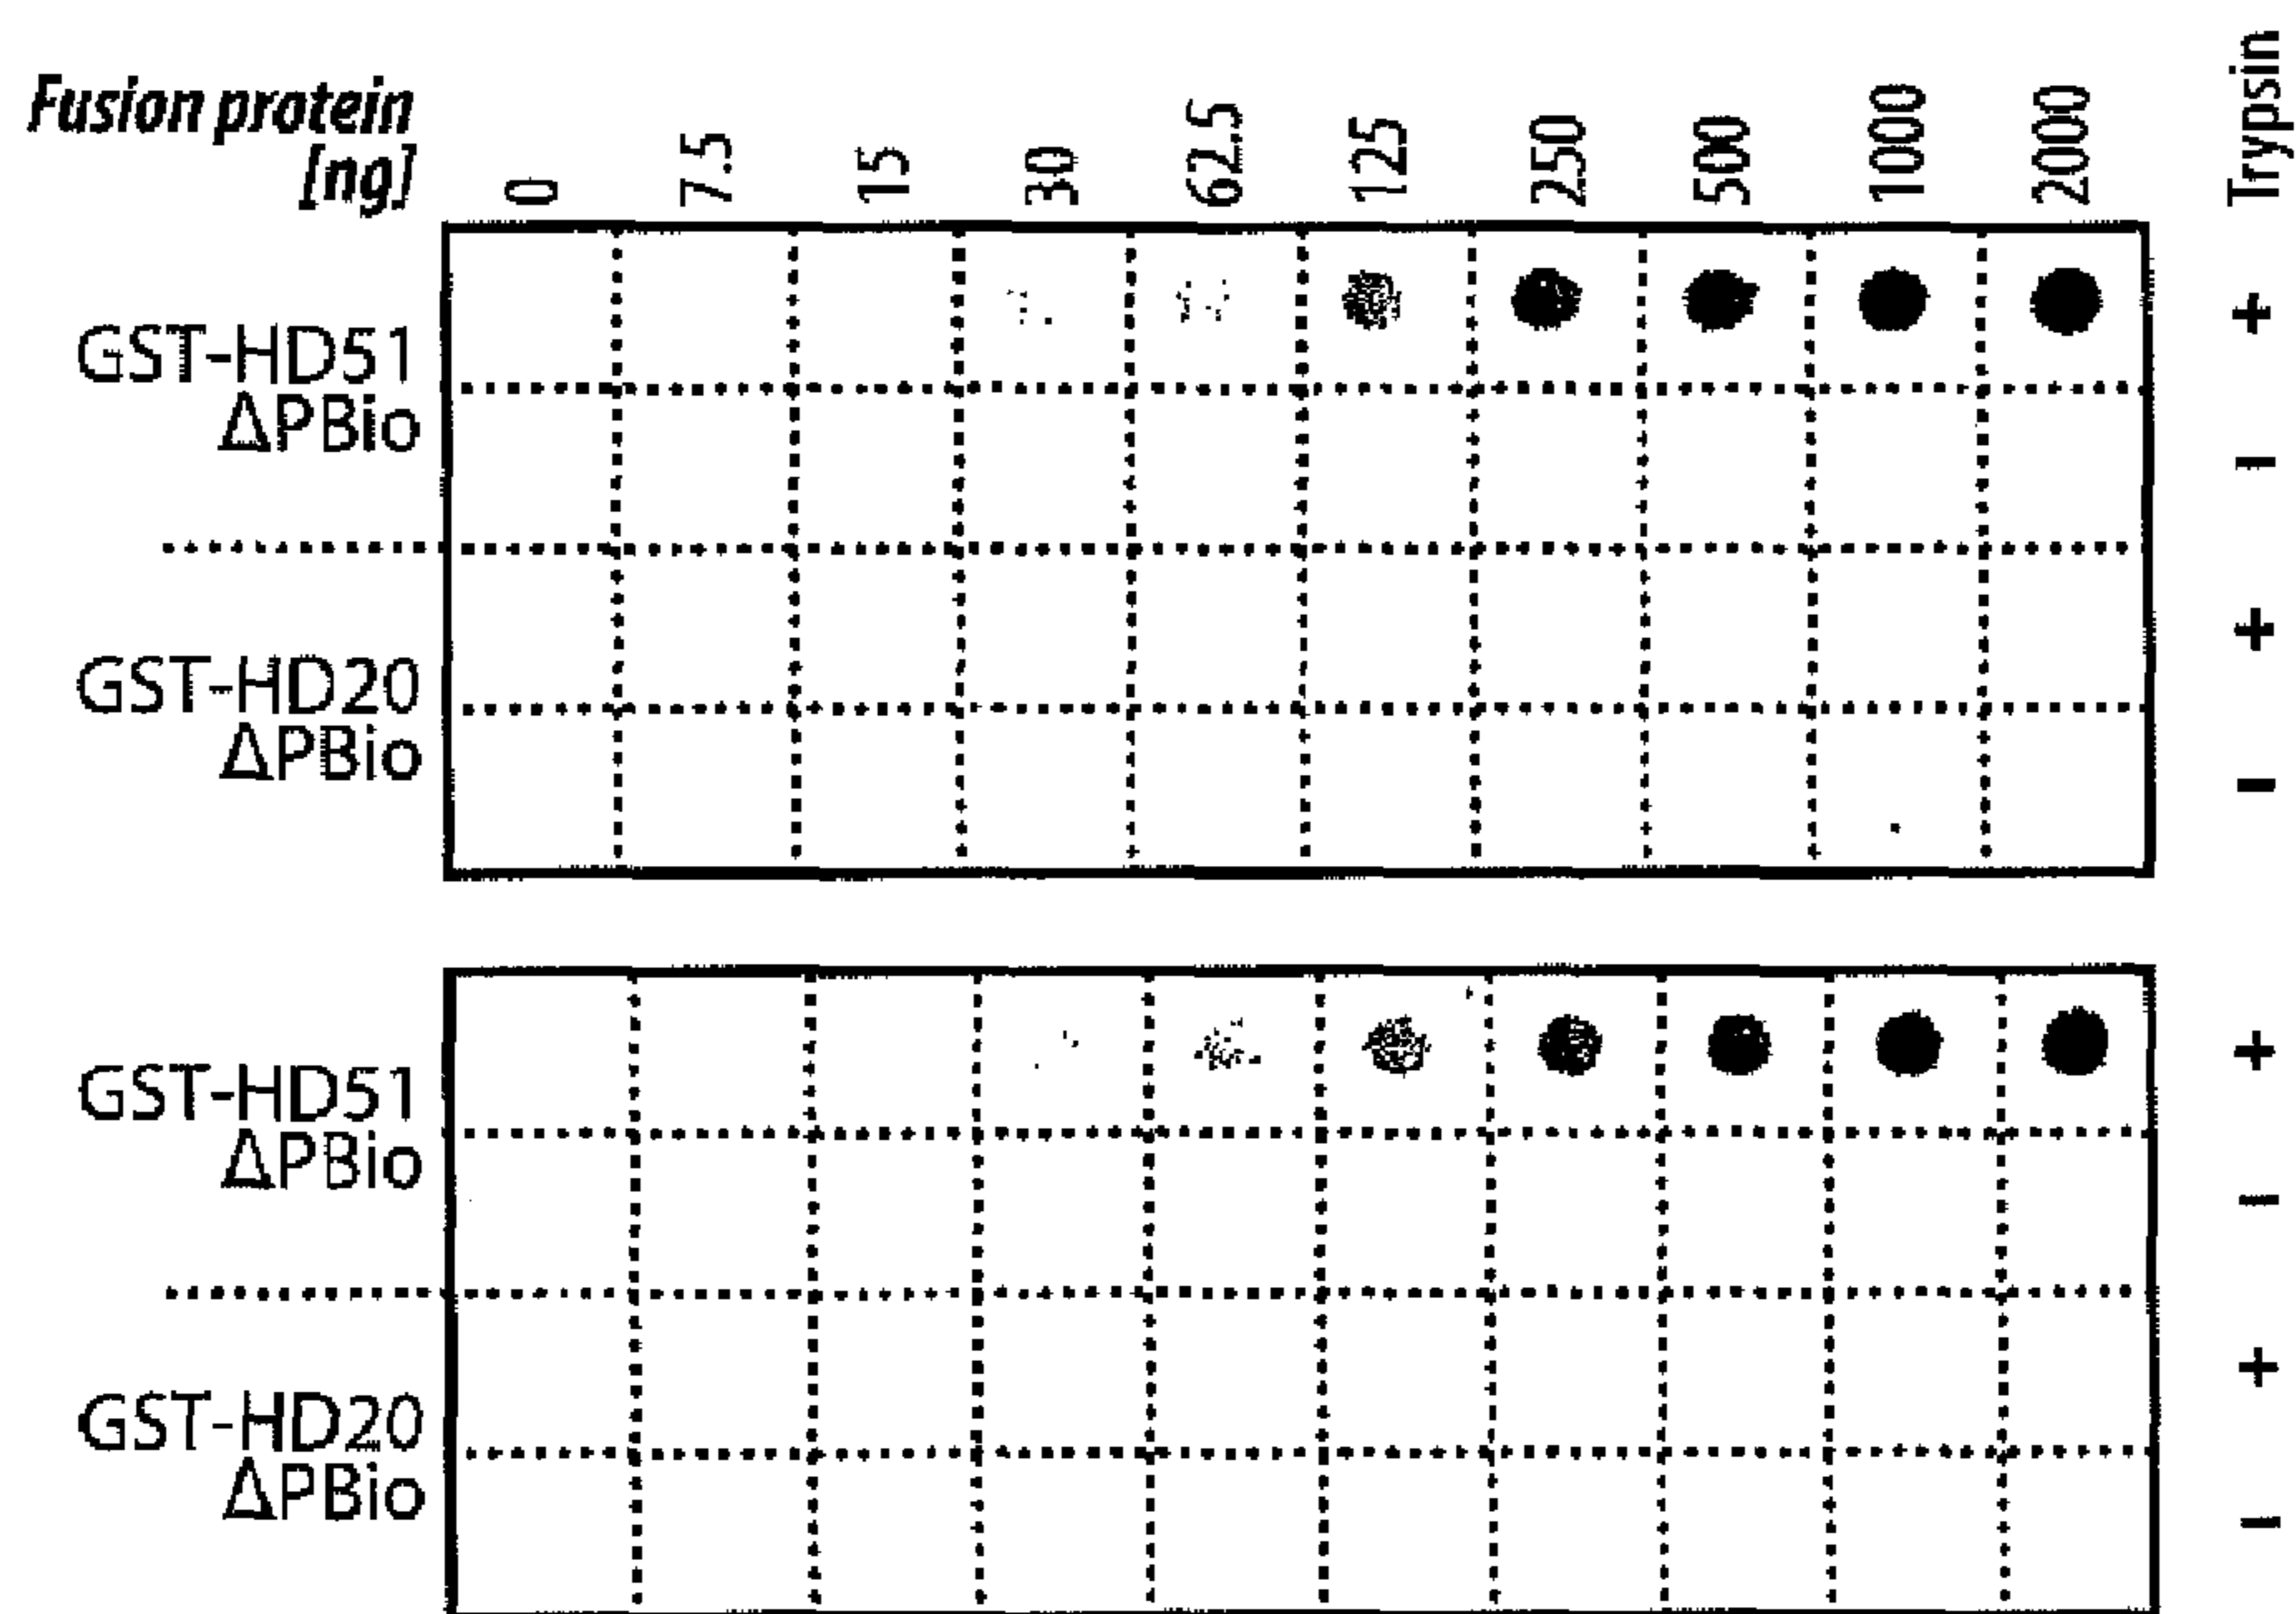 Fusion protein
[ng]
0 7.5 15 30 62.5 125 250 500 1000 2000 Trypsin
GST-HD51
ΔPBio
+
-
GST-HD20
ΔPBio
+
-
GST-HD51
ΔPBio
+
-
GST-HD20
ΔPBio
+
-